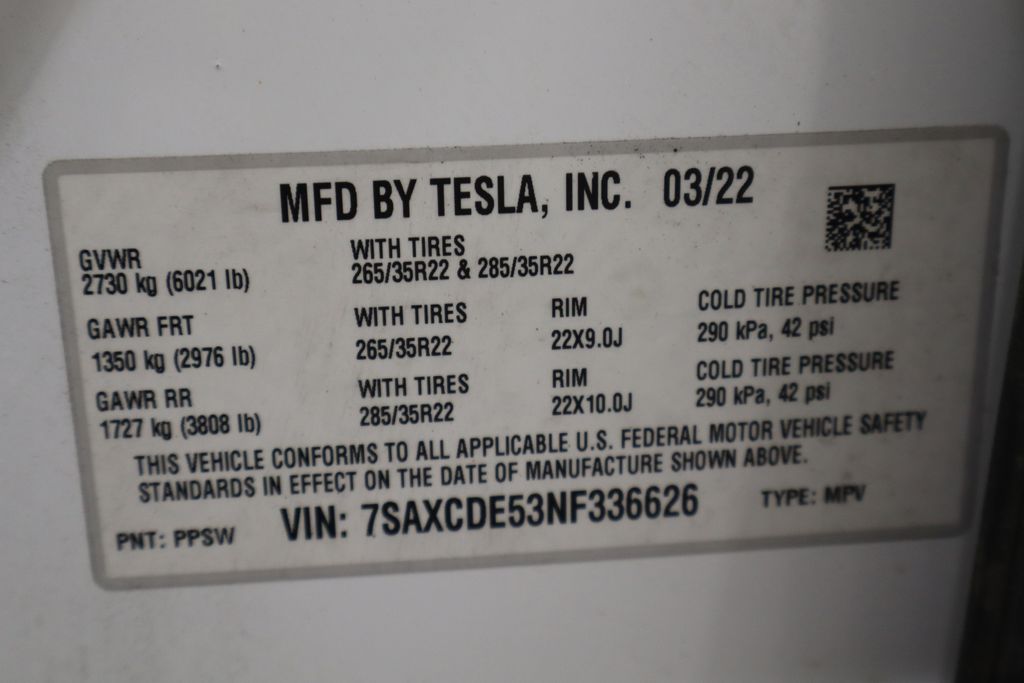 MFD BY TESLA, INC. 03/22
GVWR
2730 kg (6021 lb)
WITH TIRES
265/35R22 & 285/35R22
GAWR FRT
1350 kg (2976 lb)
WITH TIRES
265/35R22
RIM
22X9.0J
COLD TIRE PRESSURE
290 kPa, 42 psi
GAWR RR
1727 kg (3808 lb)
WITH TIRES
285/35R22
RIM
22X10.0J
COLD TIRE PRESSURE
290 kPa, 42 psi
THIS VEHICLE CONFORMS TO ALL APPLICABLE U.S. FEDERAL MOTOR VEHICLE SAFETY
STANDARDS IN EFFECT ON THE DATE OF MANUFACTURE SHOWN ABOVE.
PNT: PPSW
VIN: 7SAXCDE53NF336626
TYPE: MPV